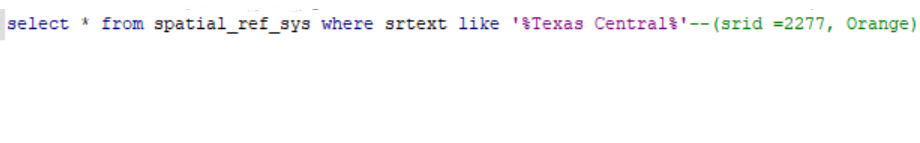 select * from spatial_ref_sys where srtext like '%Texas Central%'--(srid =2277, Orange)